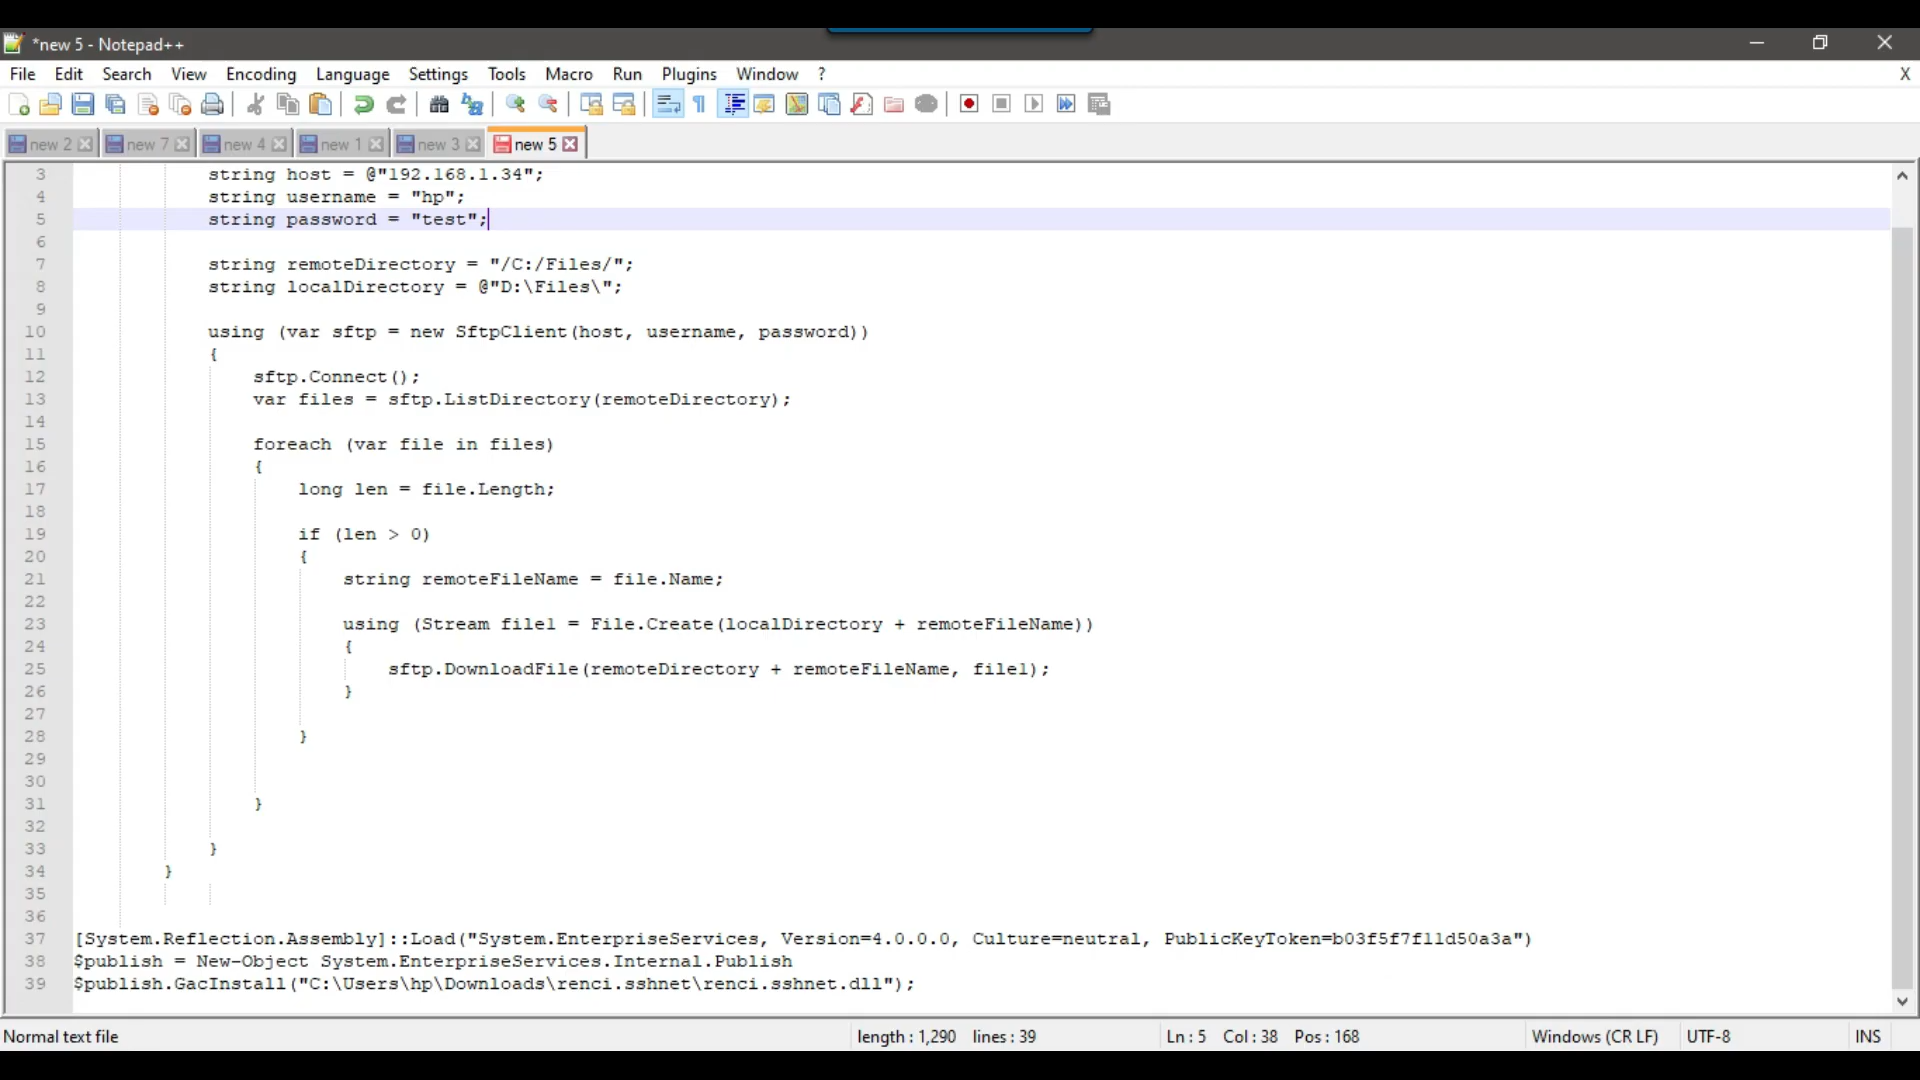 *new 5 - Notepad++
File Edit Search View Encoding Language Settings Tools Macro Run Plugins Window ? X
new 2 new 7 new 4 new 1 new 3 new 5
3 string host = @"192.168.1.34";
4 string username = "hp";
5 string password = "test";
6
7 string remoteDirectory = "/C:/Files/";
8 string localDirectory = @"D:\Files\";
9
10 using (var sftp = new SftpClient(host, username, password))
11 {
12 sftp.Connect();
13 var files = sftp.ListDirectory(remoteDirectory);
14
15 foreach (var file in files)
16 {
17 long len = file.Length;
18
19 if (len > 0)
20 {
21 string remoteFileName = file.Name;
22
23 using (Stream file1 = File.Create(localDirectory + remoteFileName))
24 {
25 sftp.DownloadFile(remoteDirectory + remoteFileName, file1);
26 }
27
28 }
29
30
31 }
32
33 }
34 }
35
36
37 [System.Reflection.Assembly]::Load("System.EnterpriseServices, Version=4.0.0.0, Culture=neutral, PublicKeyToken=b03f5f7f11d50a3a")
38 $publish = New-Object System.EnterpriseServices.Internal.Publish
39 $publish.GacInstall("C:\Users\hp\Downloads\renci.sshnet\renci.sshnet.dll");
Normal text file length : 1,290 lines : 39 Ln : 5 Col : 38 Pos : 168 Windows (CR LF) UTF-8 INS